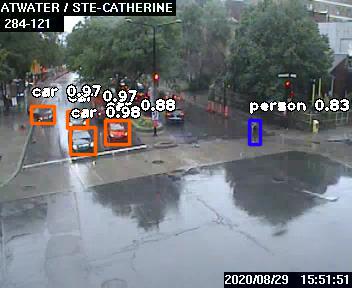 ATWATER / STE-CATHERINE
284-121
car 0.97
car 0.97
car 0.88
car 0.98
person 0.83
2020/08/29 15:51:51